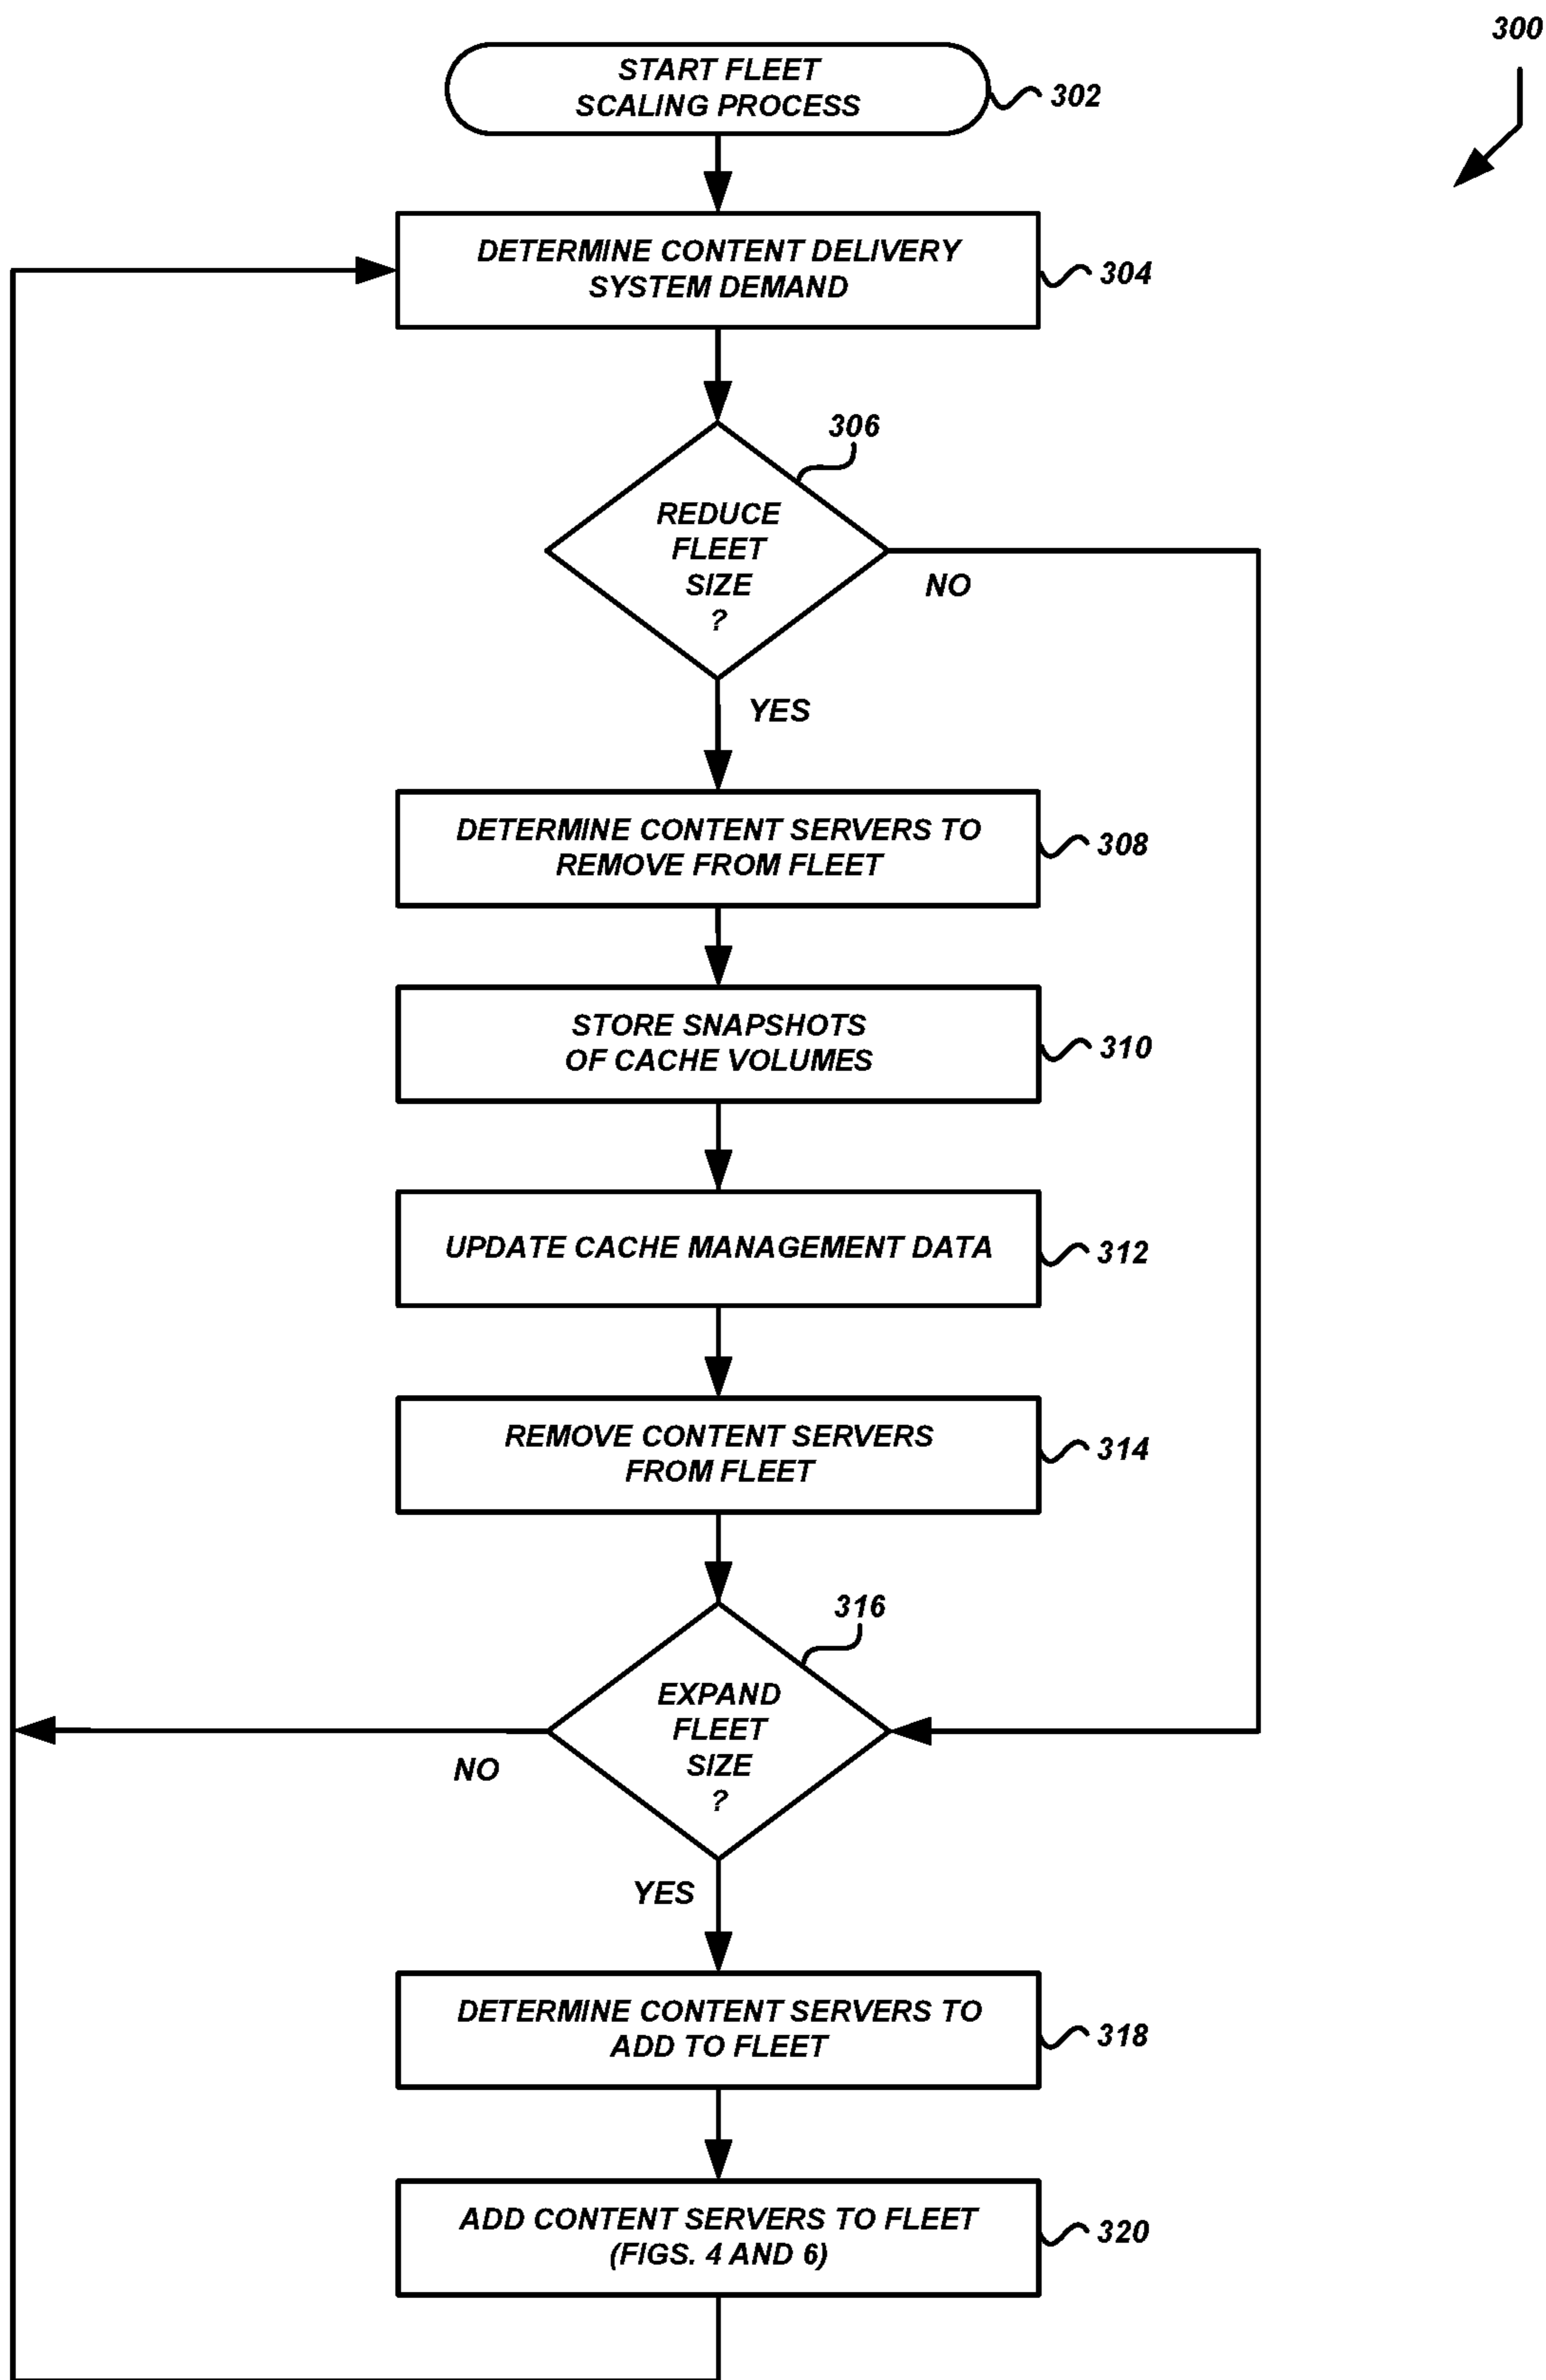 300
START FLEET
SCALING PROCESS
302
DETERMINE CONTENT DELIVERY
SYSTEM DEMAND
304
306
REDUCE
FLEET
SIZE
?
NO
YES
DETERMINE CONTENT SERVERS TO
REMOVE FROM FLEET
308
STORE SNAPSHOTS
OF CACHE VOLUMES
310
UPDATE CACHE MANAGEMENT DATA
312
REMOVE CONTENT SERVERS
FROM FLEET
314
316
EXPAND
FLEET
SIZE
?
NO
YES
DETERMINE CONTENT SERVERS TO
ADD TO FLEET
318
ADD CONTENT SERVERS TO FLEET
(FIGS. 4 AND 6)
320